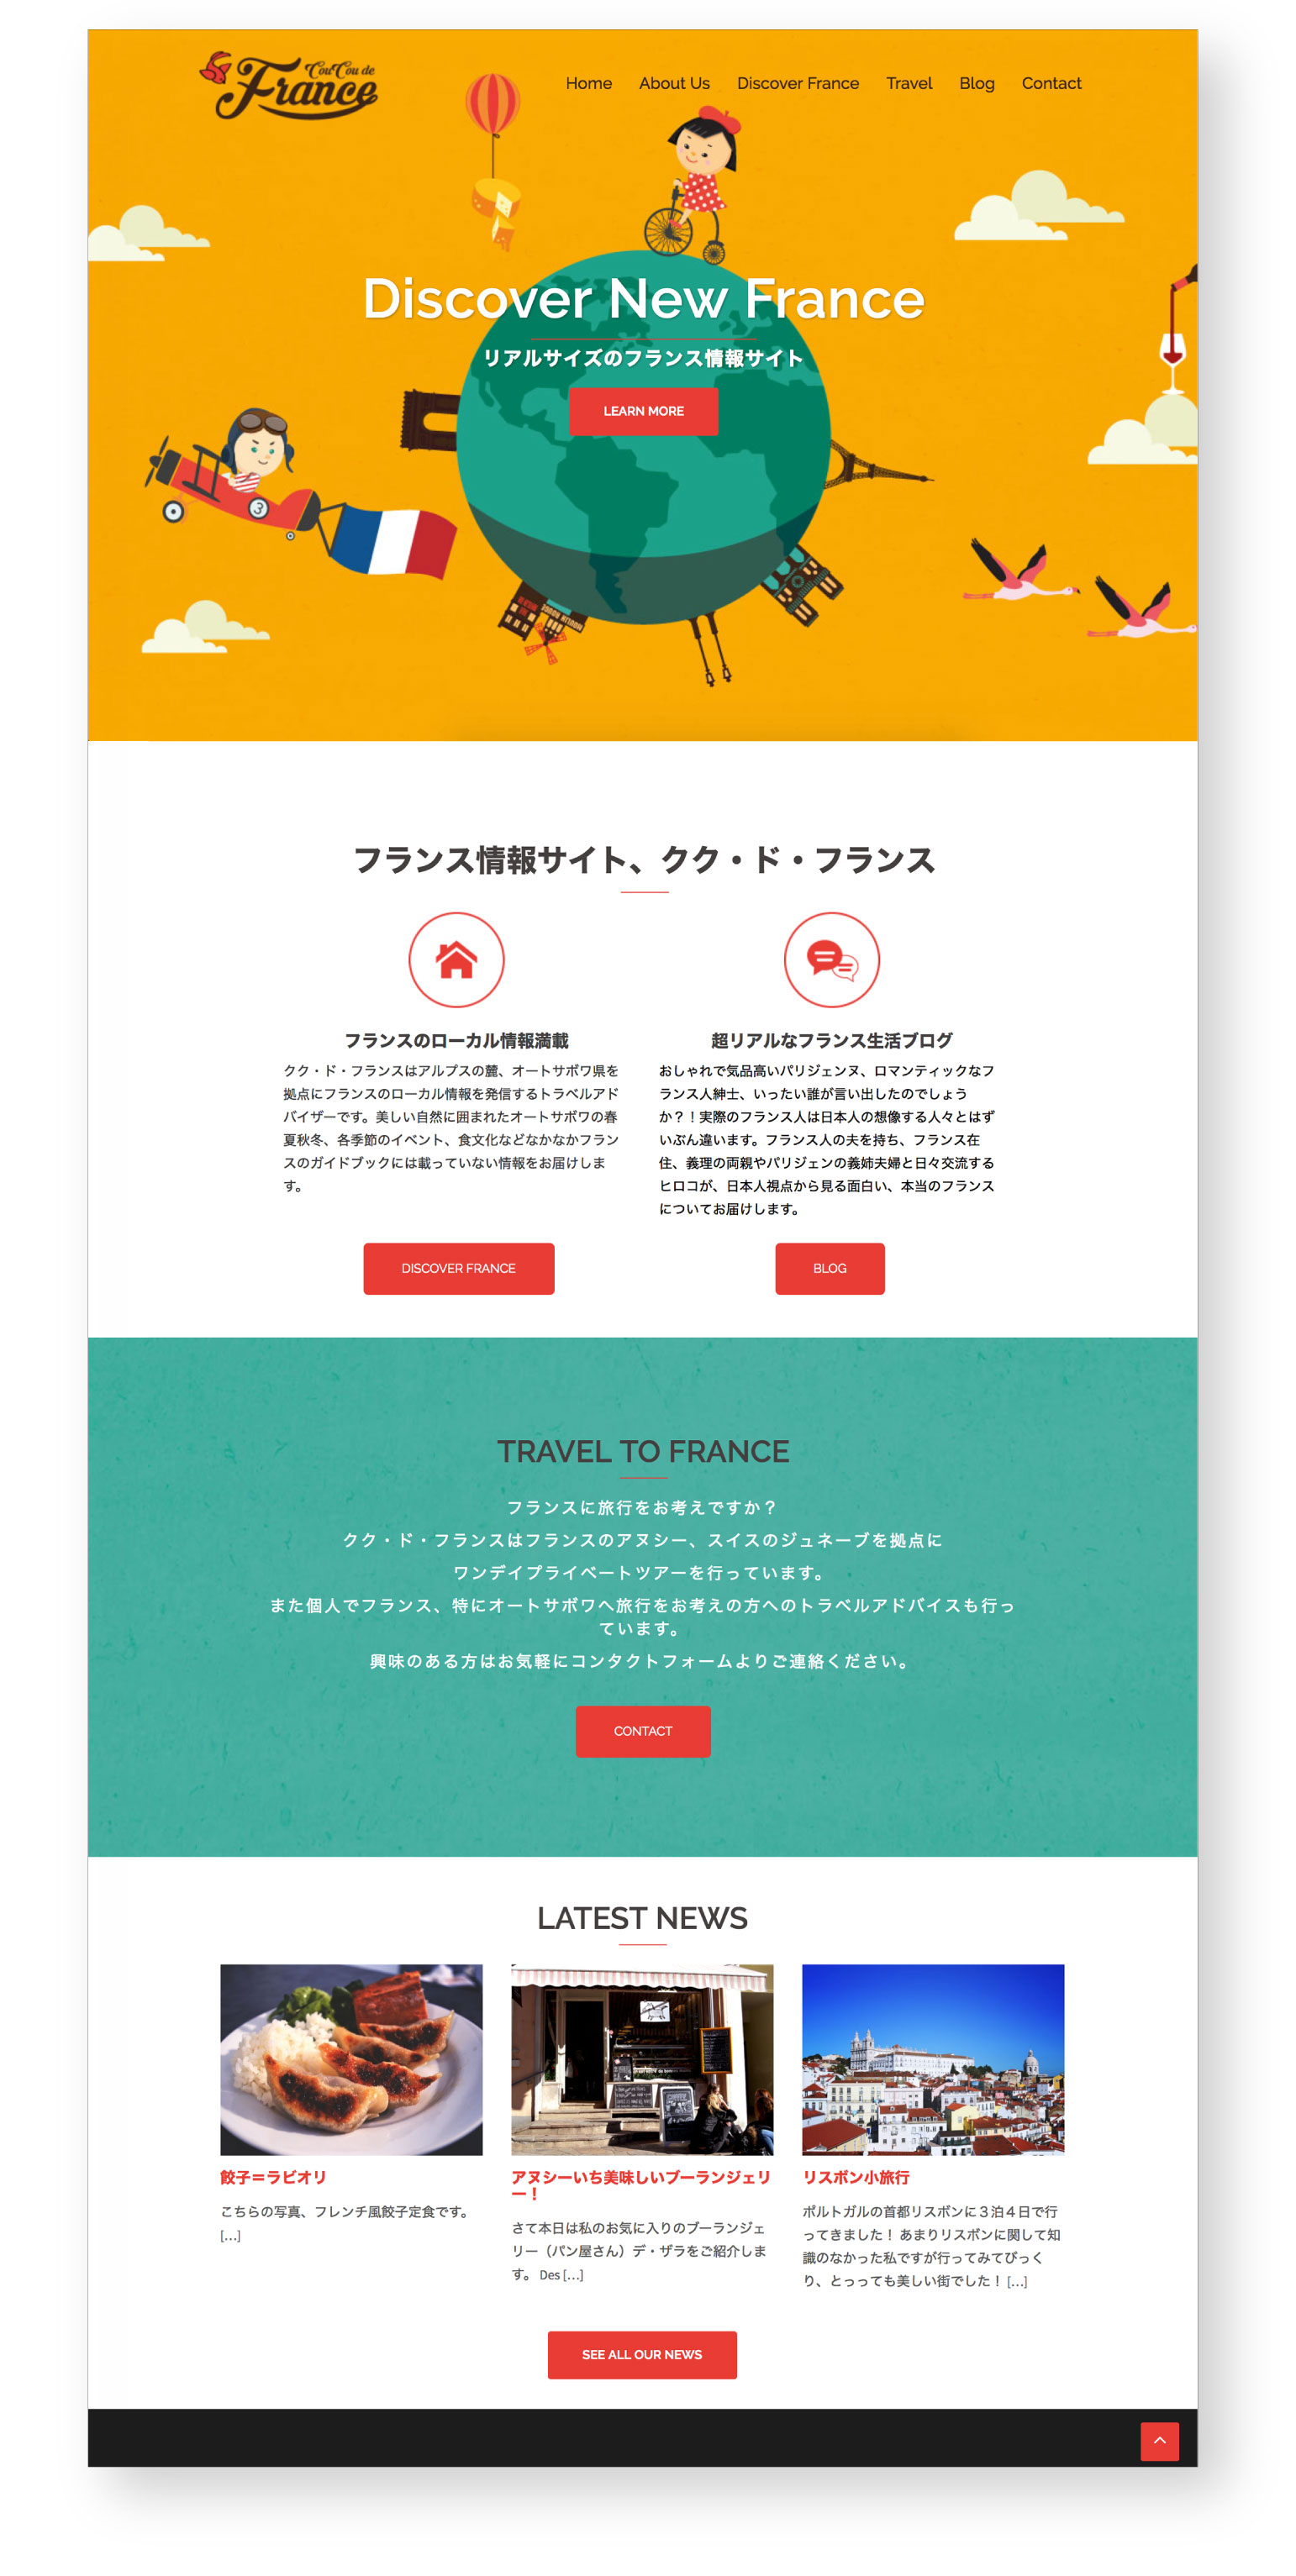 CouCou de
France
Home About Us Discover France Travel Blog Contact
Discover New France
リアルサイズのフランス情報サイト
LEARN MORE
3
フランス情報サイト、クク・ド・フランス
フランスのローカル情報満載
クク・ド・フランスはアルプスの麓、オートサボワ県を
拠点にフランスのローカル情報を発信するトラベルアド
バイザーです。美しい自然に囲まれたオートサボワの春
夏秋冬、各季節のイベント、食文化などなかなかフラン
スのガイドブックには載っていない情報をお届けしま
す。
DISCOVER FRANCE
超リアルなフランス生活ブログ
おしゃれで気品高いパリジェンヌ、ロマンティックなフ
ランス人紳士、いったい誰が言い出したのでしょう
か？！実際のフランス人は日本人の想像する人々とはず
いぶん違います。フランス人の夫を持ち、フランス在
住、義理の両親やパリジェンの義姉夫婦と日々交流する
ヒロコが、日本人視点から見る面白い、本当のフランス
についてお届けします。
BLOG
TRAVEL TO FRANCE
フランスに旅行をお考えですか？
クク・ド・フランスはフランスのアヌシー、スイスのジュネーブを拠点に
ワンデイプライベートツアーを行っています。
また個人でフランス、特にオートサボワへ旅行をお考えの方へのトラベルアドバイスも行っ
ています。
興味のある方はお気軽にコンタクトフォームよりご連絡ください。
CONTACT
LATEST NEWS
餃子＝ラビオリ
こちらの写真、フレンチ風餃子定食です。
[…]
アヌシーいち美味しいブーランジェリ
ー！
さて本日は私のお気に入りのブーランジェ
リー（パン屋さん）デ・ザラをご紹介しま
す。 Des […]
リスボン小旅行
ポルトガルの首都リスボンに３泊４日で行
ってきました！ あまりリスボンに関して知
識のなかった私ですが行ってみてびっく
り、とっっても美しい街でした！ […]
SEE ALL OUR NEWS